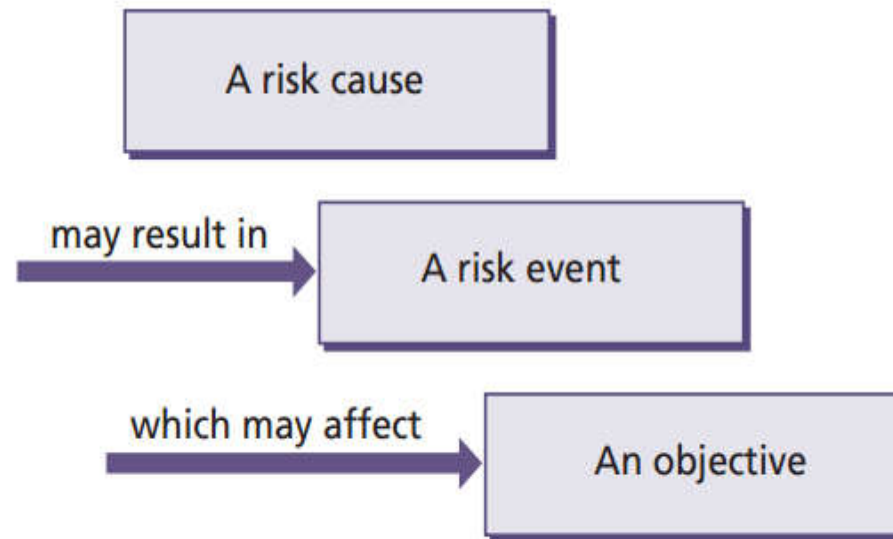 A risk cause
may result in
A risk event
which may affect
An objective